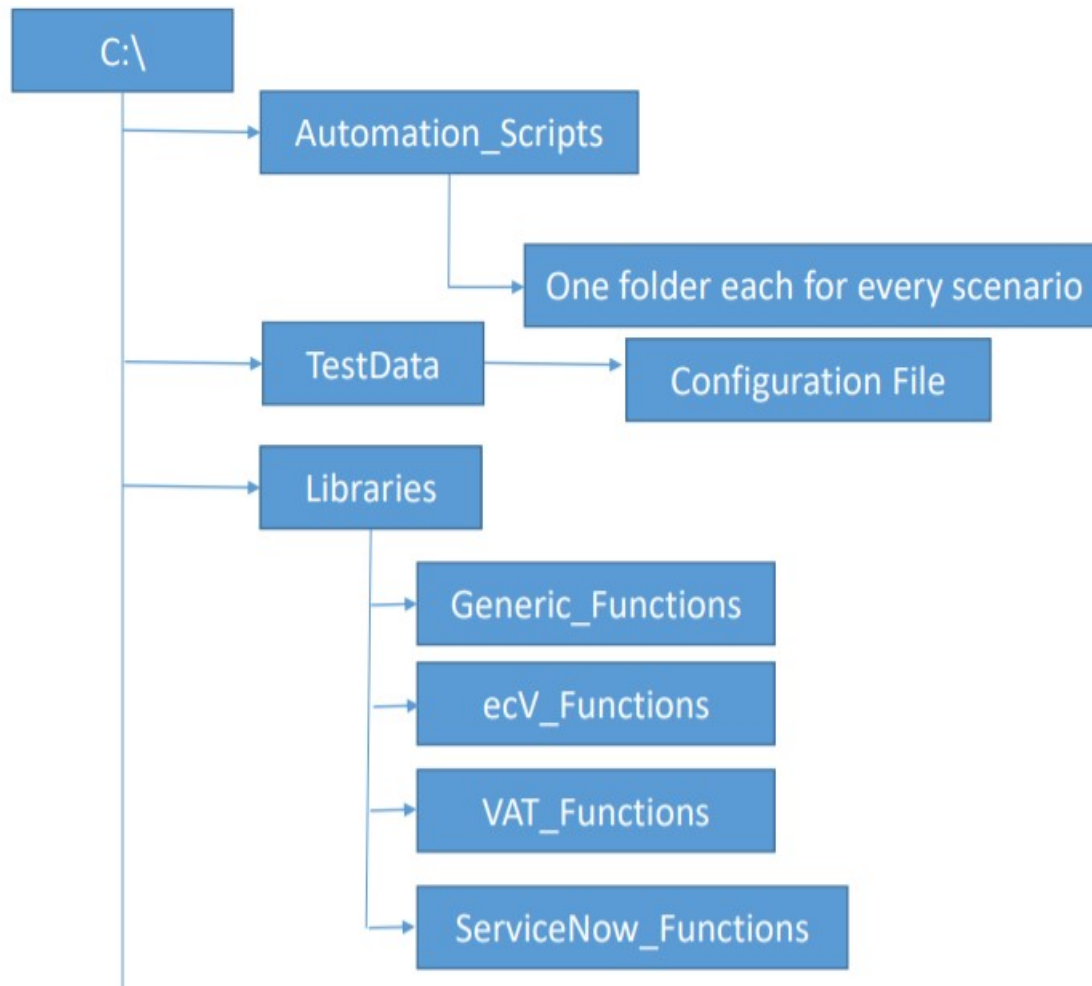 C:\
Automation_Scripts
One folder each for every scenario
TestData
Configuration File
Libraries
Generic_Functions
ecV_Functions
VAT_Functions
ServiceNow_Functions